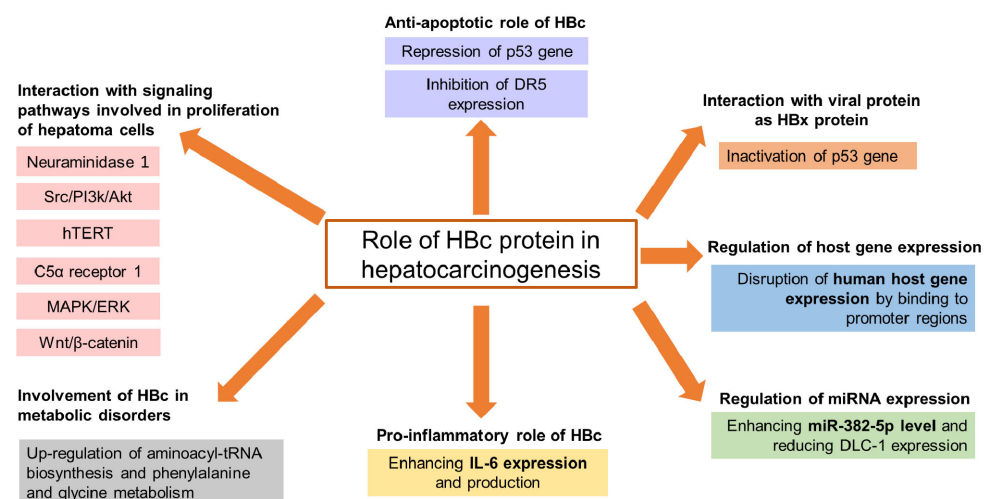 Anti-apoptotic role of HBc
Repression of p53 gene
Inhibition of DR5
expression
Interaction with signaling
pathways involved in proliferation
of hepatoma cells
Neuraminidase 1
Src/PI3k/Akt
hTERT
C5α receptor 1
MAPK/ERK
Wnt/β-catenin
Interaction with viral protein
as HBx protein
Inactivation of p53 gene
Role of HBc protein in
hepatocarcinogenesis
Regulation of host gene expression
Disruption of human host gene
expression by binding to
promoter regions
Involvement of HBc in
metabolic disorders
Up-regulation of aminoacyl-tRNA
biosynthesis and phenylalanine
and glycine metabolism
Pro-inflammatory role of HBc
Enhancing IL-6 expression
and production
Regulation of miRNA expression
Enhancing miR-382-5p level and
reducing DLC-1 expression